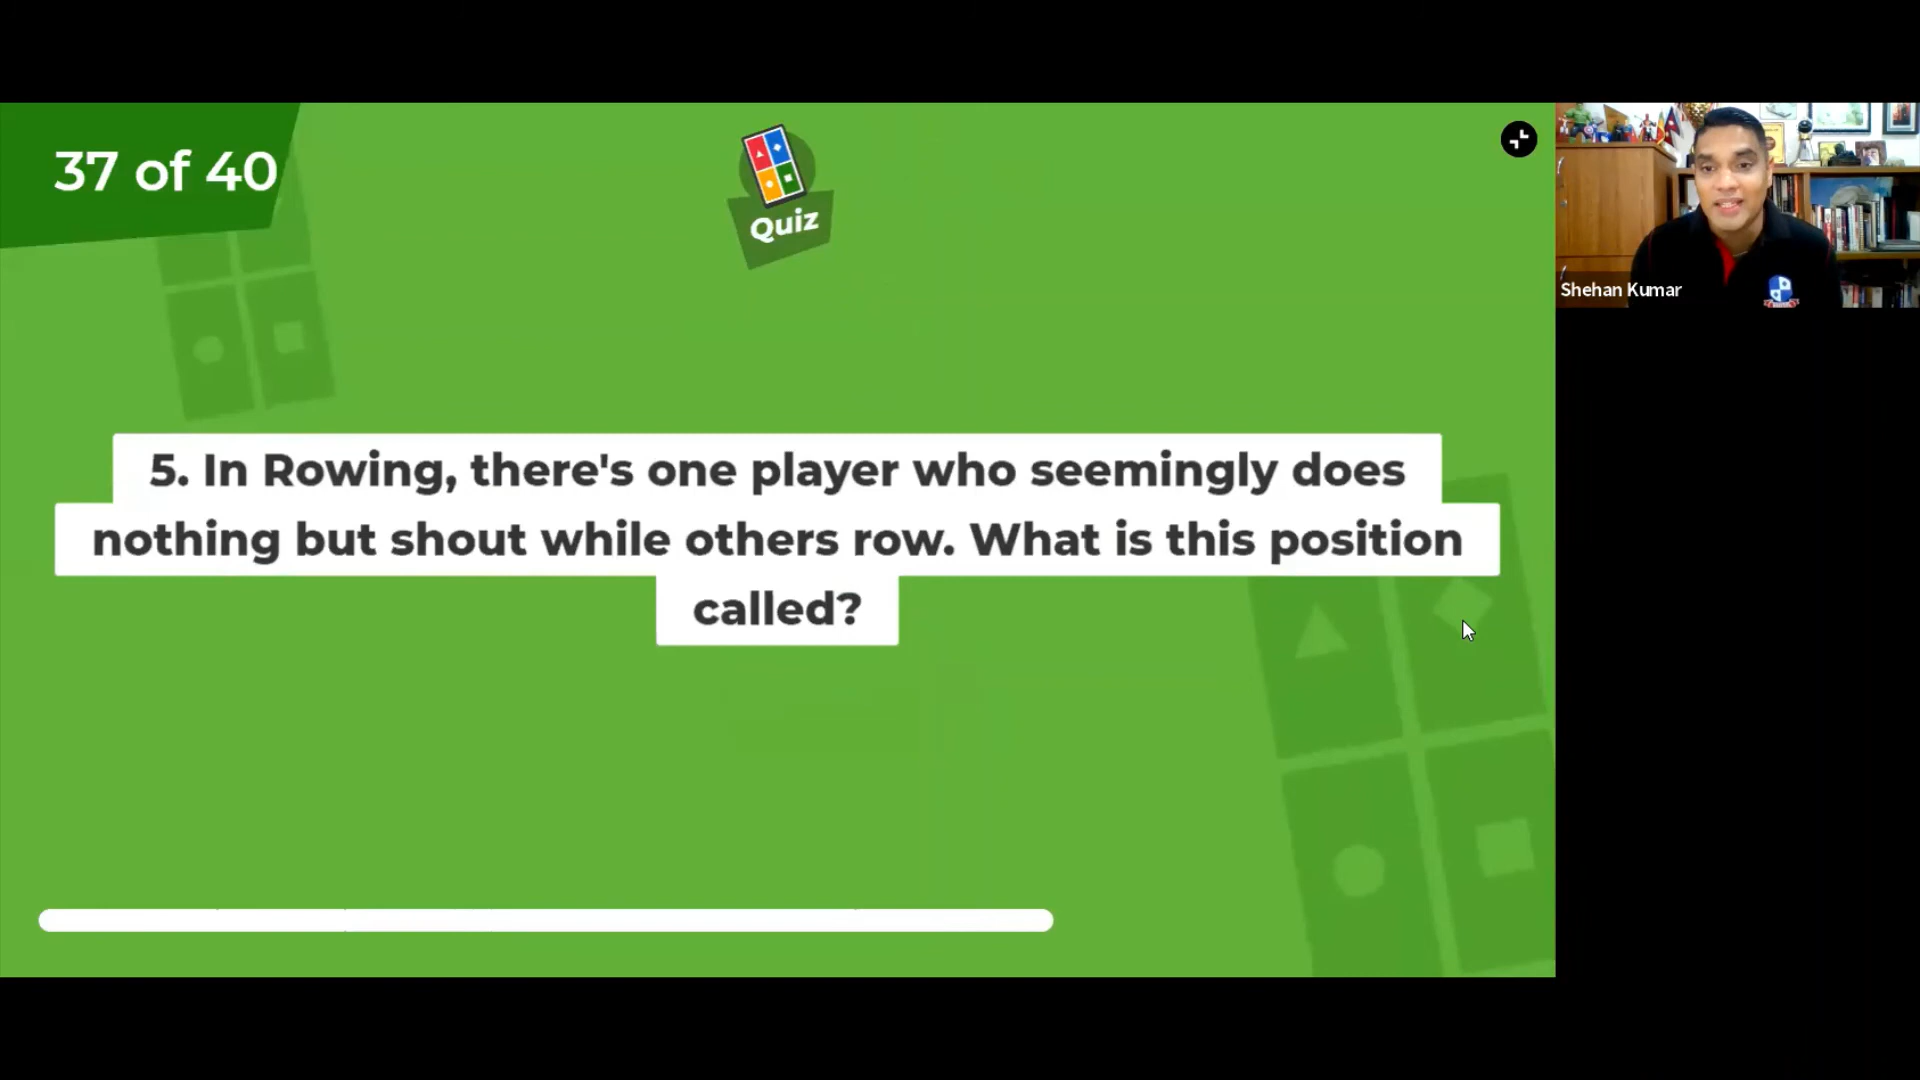 37 of 40
Quiz
5. In Rowing, there's one player who seemingly does
nothing but shout while others row. What is this position
called?
Shehan Kumar